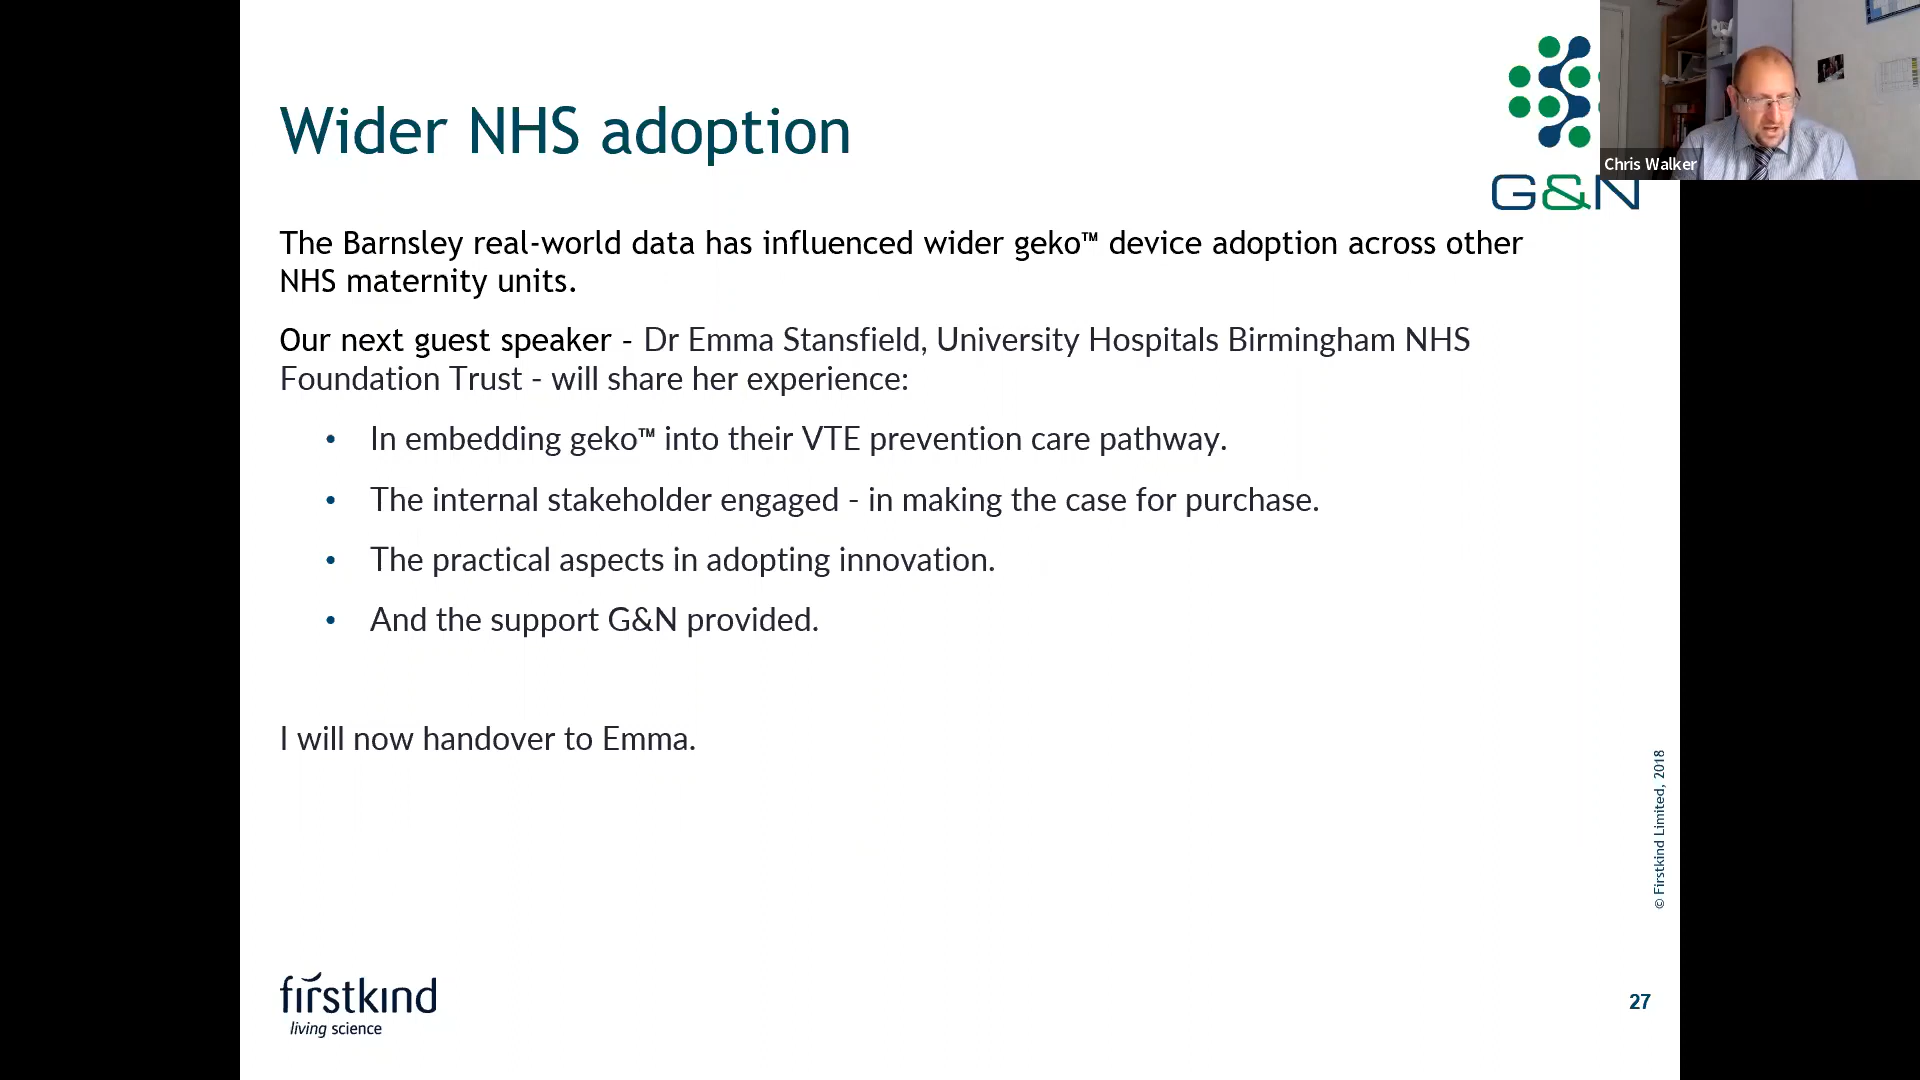 Wider NHS adoption
G&N
Chris Walker
The Barnsley real-world data has influenced wider geko™ device adoption across other
NHS maternity units.
Our next guest speaker - Dr Emma Stansfield, University Hospitals Birmingham NHS
Foundation Trust - will share her experience:
• In embedding geko™ into their VTE prevention care pathway.
• The internal stakeholder engaged - in making the case for purchase.
• The practical aspects in adopting innovation.
• And the support G&N provided.
I will now handover to Emma.
© Firstkind Limited, 2018
firstkind
living science
27